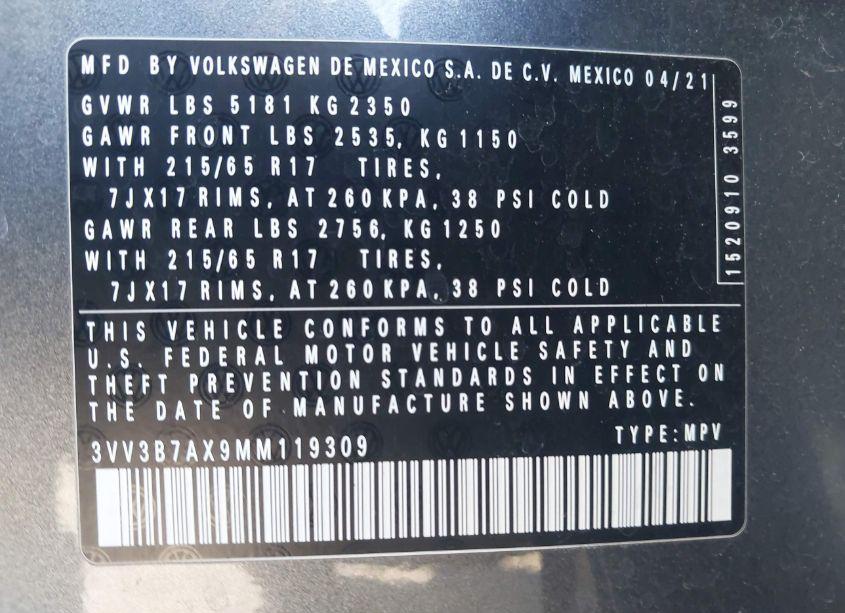 MFD BY VOLKSWAGEN DE MEXICO S.A. DE C.V. MEXICO 04/21
GVWR LBS 5181 KG 2350
GAWR FRONT LBS 2535, KG 1150
WITH 215/65 R17 TIRES,
7JX17 RIMS, AT 260 KPA, 38 PSI COLD
GAWR REAR LBS 2756, KG 1250
WITH 215/65 R17 TIRES,
7JX17 RIMS, AT 260 KPA, 38 PSI COLD
1520910 3599
THIS VEHICLE CONFORMS TO ALL APPLICABLE
U.S. FEDERAL MOTOR VEHICLE SAFETY AND
THEFT PREVENTION STANDARDS IN EFFECT ON
THE DATE OF MANUFACTURE SHOWN ABOVE.
3VV3B7AX9MM119309 TYPE: MPV